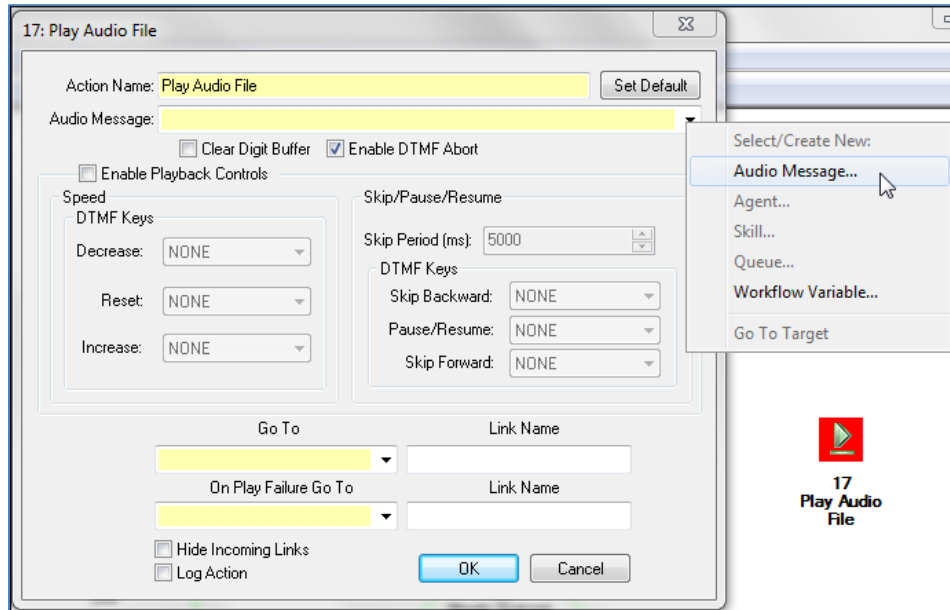 17: Play Audio File
Action Name: Play Audio File
Set Default
Audio Message:
Clear Digit Buffer
Enable DTMF Abort
Enable Playback Controls
Speed
DTMF Keys
Decrease: NONE
Reset: NONE
Increase: NONE
Skip/Pause/Resume
Skip Period (ms): 5000
DTMF Keys
Skip Backward: NONE
Pause/Resume: NONE
Skip Forward: NONE
Go To
Link Name
On Play Failure Go To
Link Name
Hide Incoming Links
Log Action
OK
Cancel
Select/Create New:
Audio Message...
Agent...
Skill...
Queue...
Workflow Variable...
Go To Target
17
Play Audio
File